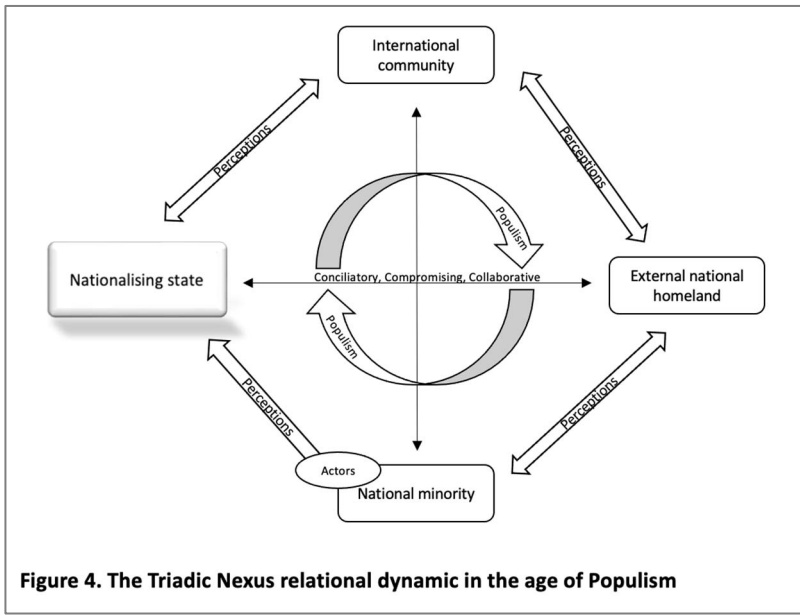 International
community
Perceptions
Perceptions
Populism
Nationalising state
Conciliatory, Compromising, Collaborative
External national
homeland
Populism
Perceptions
Perceptions
Actors
National minority
Figure 4. The Triadic Nexus relational dynamic in the age of Populism